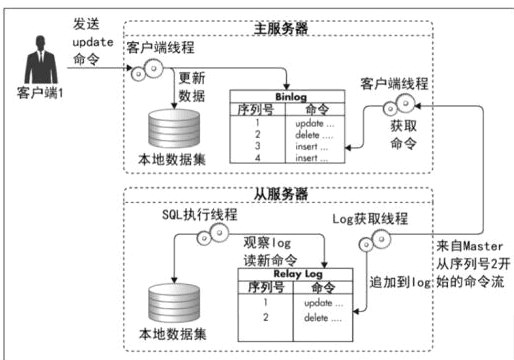 主服务器
发送
update
命令
客户端1
客户端线程
更新
数据
本地数据集
Binlog
序列号 命令
1 update ...
2 delete ....
3 insert ...
4 insert ...
客户端线程
获取
命令
从服务器
SQL执行线程
观察log
读新命令
本地数据集
Relay Log
序列号 命令
1 update ...
2 delete ....
Log获取线程
追加到log
来自Master
从序列号2开
始的命令流